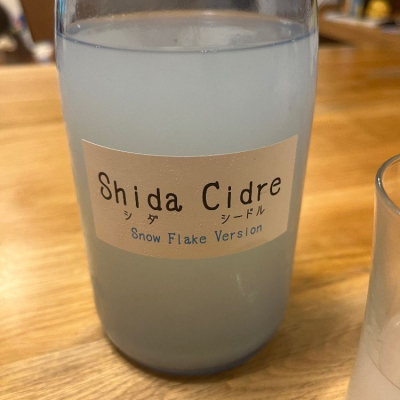 Shida Cidre
シダ シードル
Snow Flake Version